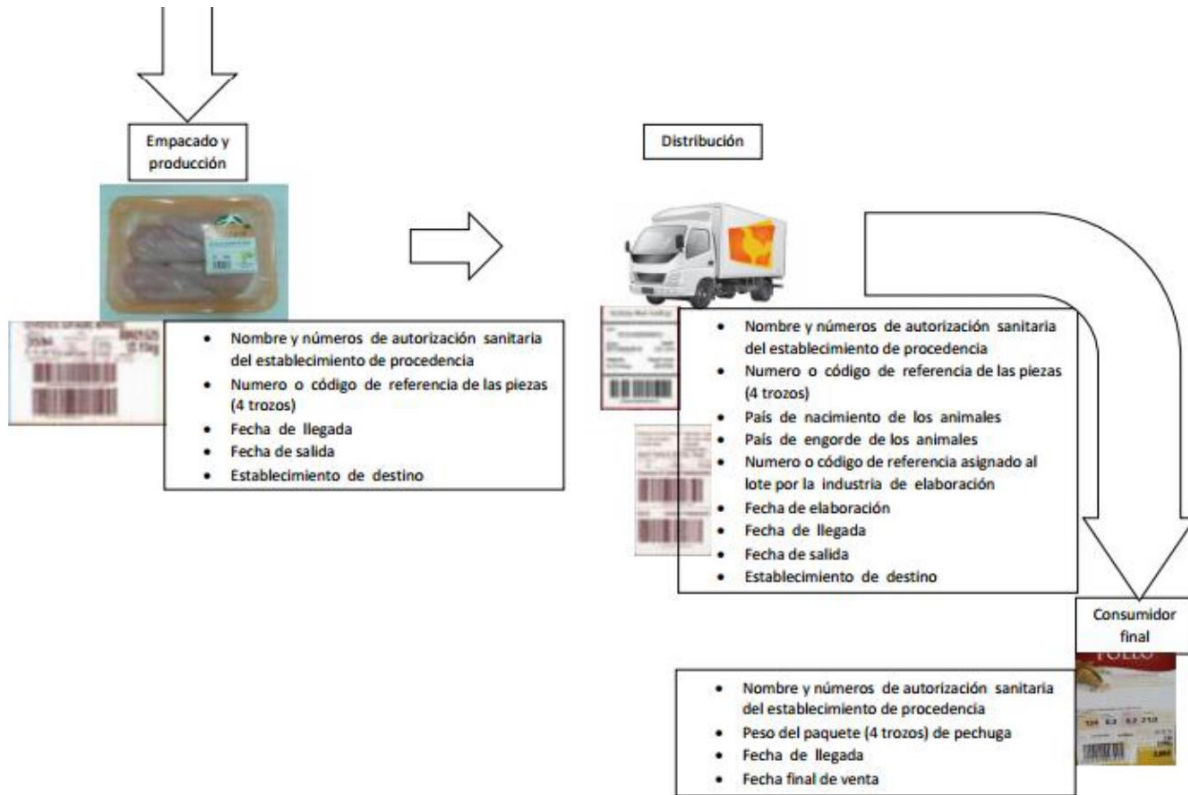 Empacado y
producción
Distribución
• Nombre y números de autorización sanitaria
del establecimiento de procedencia
• Numero o código de referencia de las piezas
(4 trozos)
• Fecha de llegada
• Fecha de salida
• Establecimiento de destino
• Nombre y números de autorización sanitaria
del establecimiento de procedencia
• Numero o código de referencia de las piezas
(4 trozos)
• País de nacimiento de los animales
• País de engorde de los animales
• Numero o código de referencia asignado al
lote por la industria de elaboración
• Fecha de elaboración
• Fecha de llegada
• Fecha de salida
• Establecimiento de destino
Consumidor
final
POLLO
• Nombre y números de autorización sanitaria
del establecimiento de procedencia
• Peso del paquete (4 trozos) de pechuga
• Fecha de llegada
• Fecha final de venta